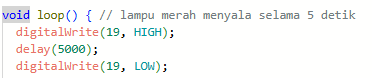 void loop() { // lampu merah menyala selama 5 detik
digitalWrite(19, HIGH);
delay(5000);
digitalWrite(19, LOW);